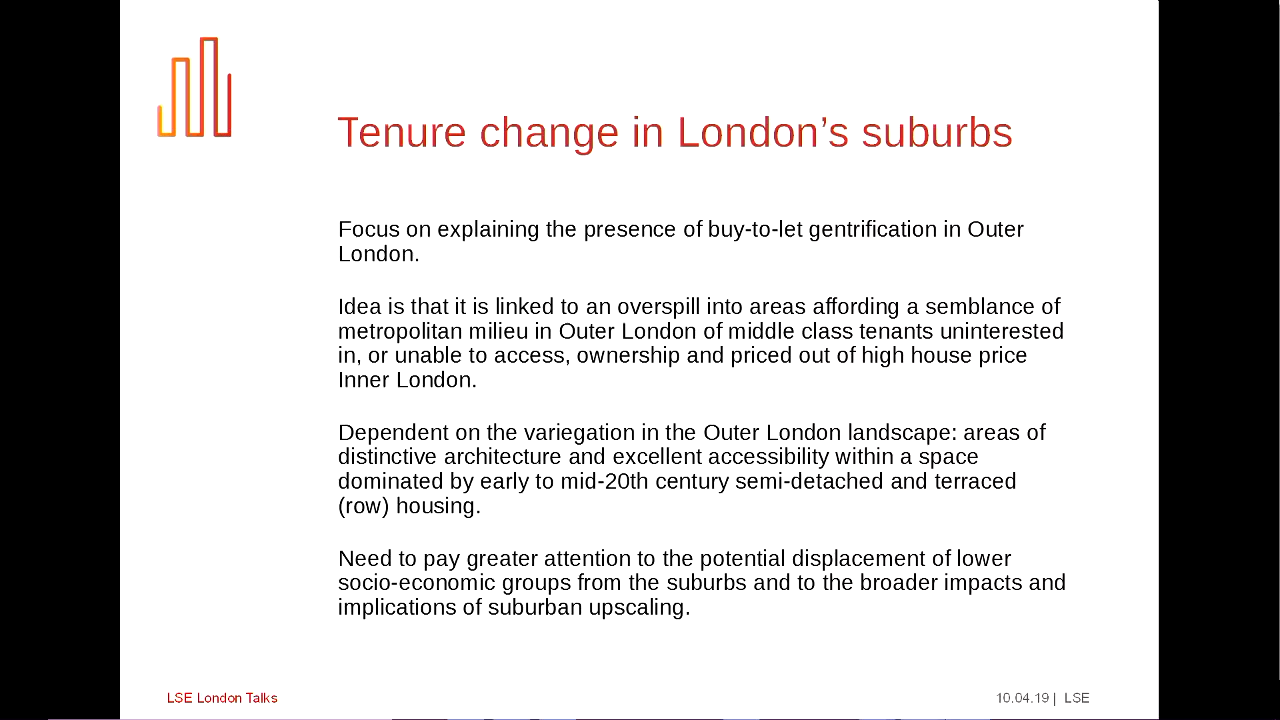 Tenure change in London’s suburbs
Focus on explaining the presence of buy-to-let gentrification in Outer
London.
Idea is that it is linked to an overspill into areas affording a semblance of
metropolitan milieu in Outer London of middle class tenants uninterested
in, or unable to access, ownership and priced out of high house price
Inner London.
Dependent on the variegation in the Outer London landscape: areas of
distinctive architecture and excellent accessibility within a space
dominated by early to mid-20th century semi-detached and terraced
(row) housing.
Need to pay greater attention to the potential displacement of lower
socio-economic groups from the suburbs and to the broader impacts and
implications of suburban upscaling.
LSE London Talks
10.04.19 | LSE